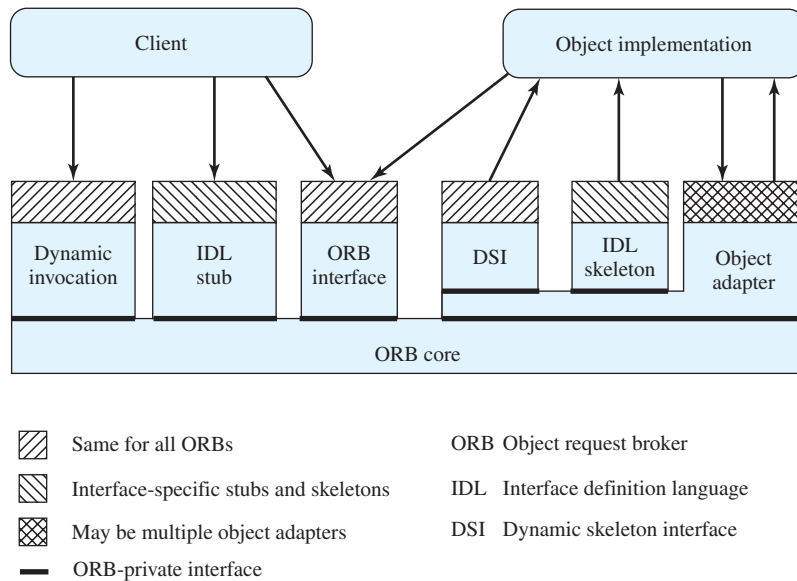 Client
Object implementation
Dynamic
invocation
IDL
stub
ORB
interface
DSI
IDL
skeleton
Object
adapter
ORB core
Same for all ORBs
Interface-specific stubs and skeletons
May be multiple object adapters
ORB-private interface
ORB Object request broker
IDL Interface definition language
DSI Dynamic skeleton interface